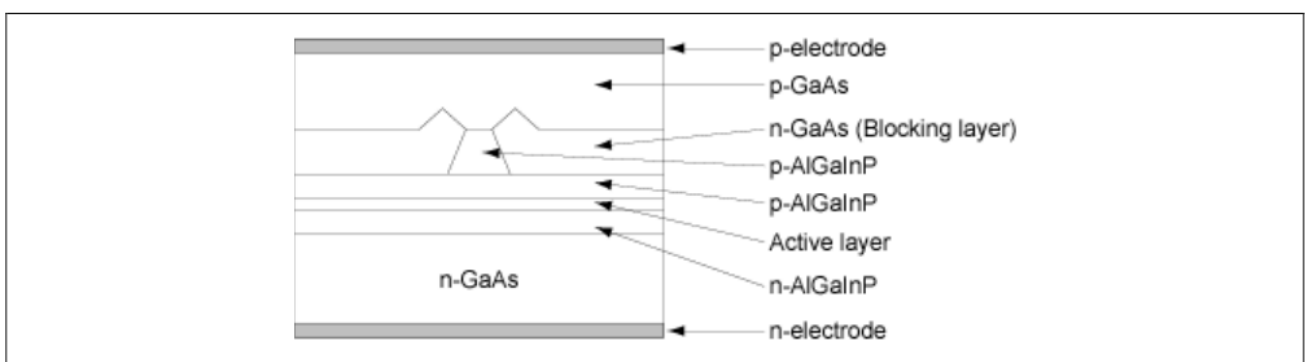 p-electrode
p-GaAs
n-GaAs (Blocking layer)
p-AlGaInP
p-AlGaInP
Active layer
n-GaAs
n-AlGaInP
n-electrode